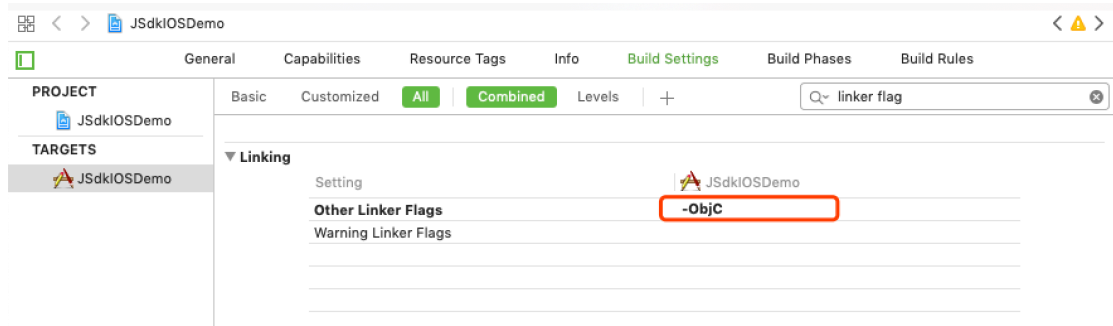 JSdkIOSDemo
General Capabilities Resource Tags Info Build Settings Build Phases Build Rules
PROJECT
JSdkIOSDemo
TARGETS
JSdkIOSDemo
Basic Customized All Combined Levels + linker flag
Linking
Setting JSdkIOSDemo
Other Linker Flags -ObjC
Warning Linker Flags